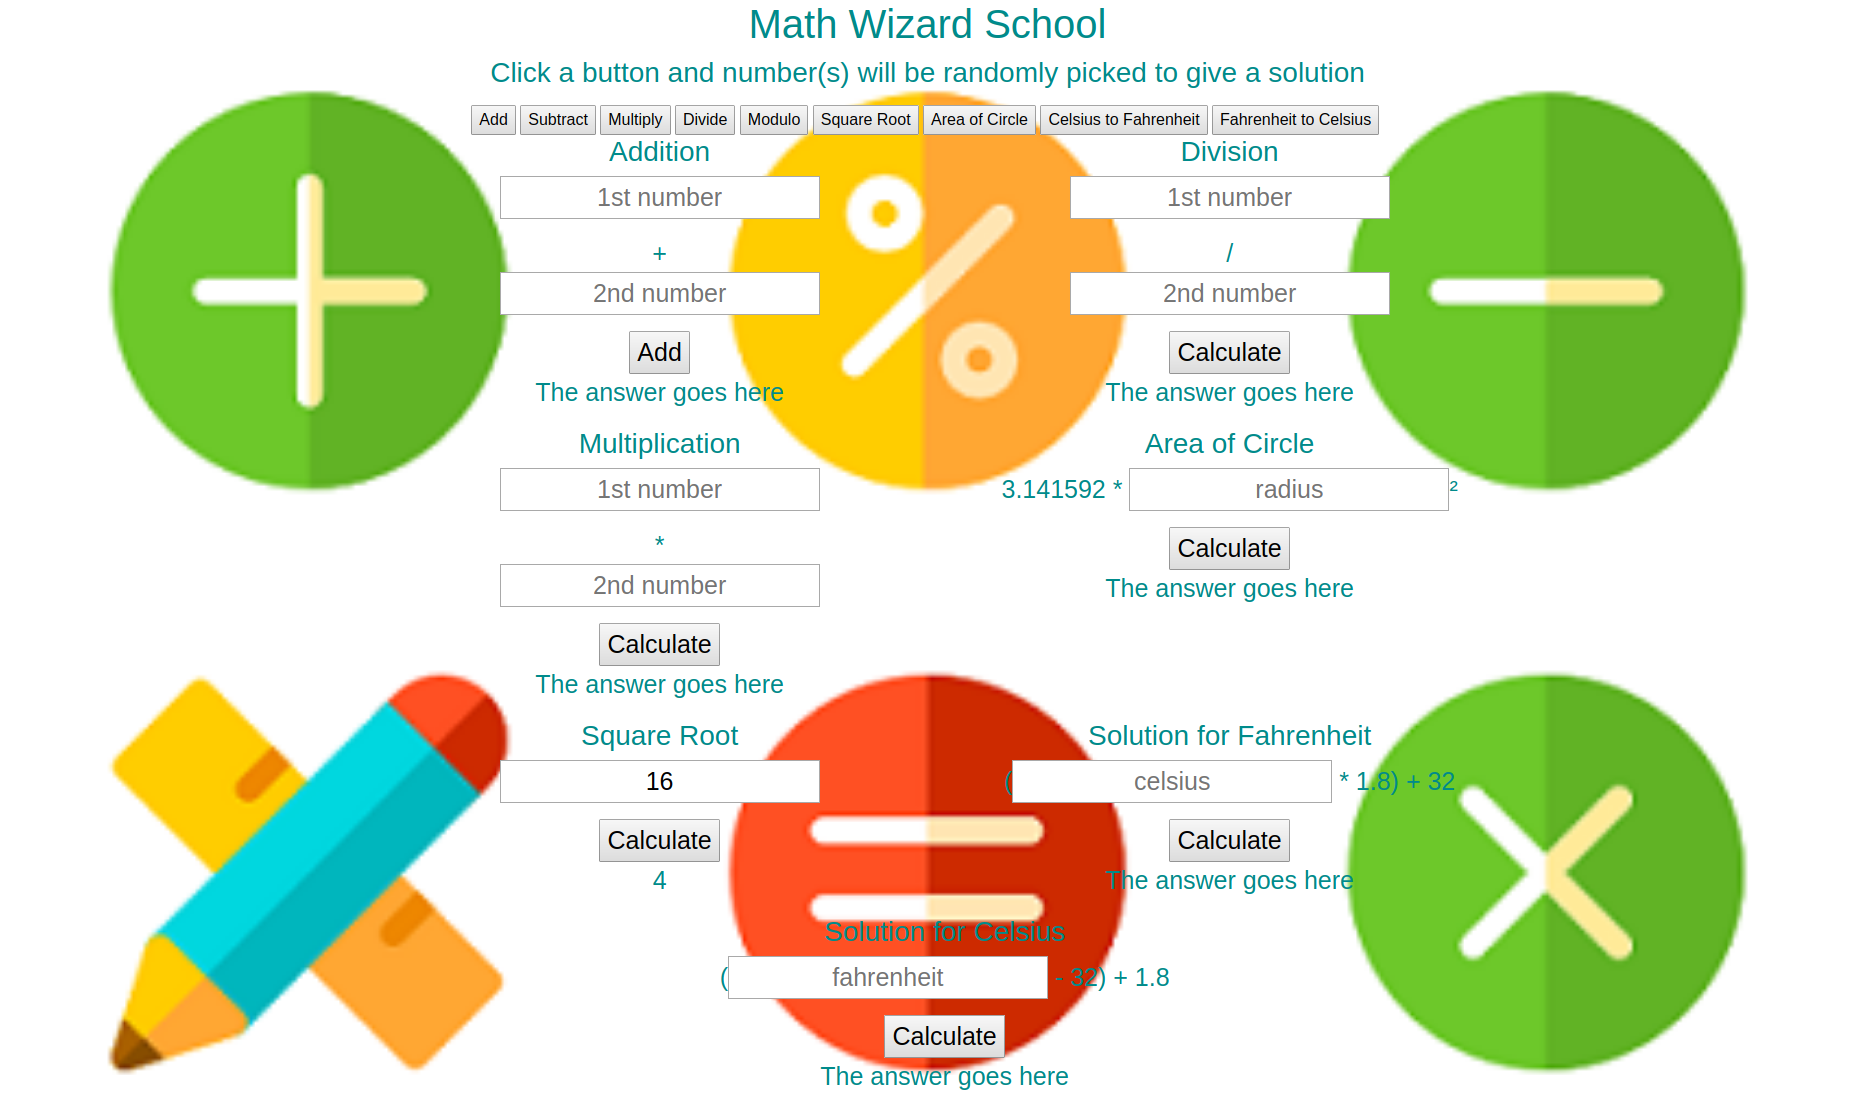 Math Wizard School
Click a button and number(s) will be randomly picked to give a solution
Add Subtract Multiply Divide Modulo Square Root Area of Circle Celsius to Fahrenheit Fahrenheit to Celsius
Addition
1st number
+
2nd number
Add
The answer goes here
Division
1st number
/
2nd number
Calculate
The answer goes here
Multiplication
1st number
*
2nd number
Calculate
The answer goes here
Area of Circle
3.141592 * radius ²
Calculate
The answer goes here
Square Root
16
Calculate
4
Solution for Fahrenheit
( celsius * 1.8) + 32
Calculate
The answer goes here
Solution for Celsius
( fahrenheit - 32) + 1.8
Calculate
The answer goes here